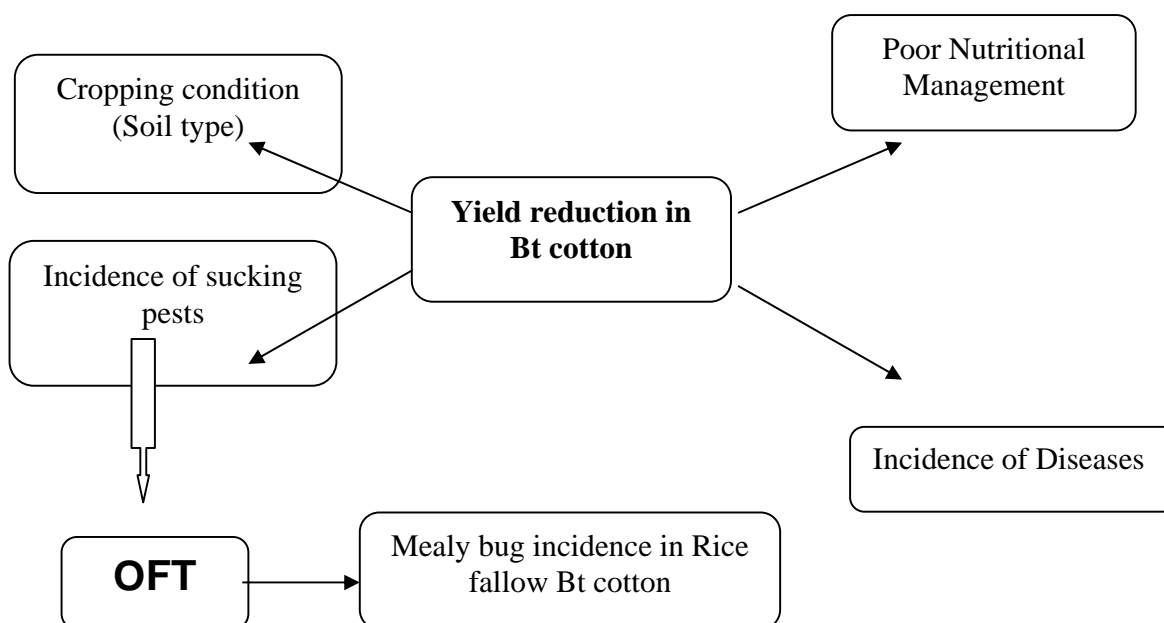 Poor Nutritional
Management
Cropping condition
(Soil type)
Yield reduction in
Bt cotton
Incidence of sucking
pests
Incidence of Diseases
OFT
Mealy bug incidence in Rice
fallow Bt cotton